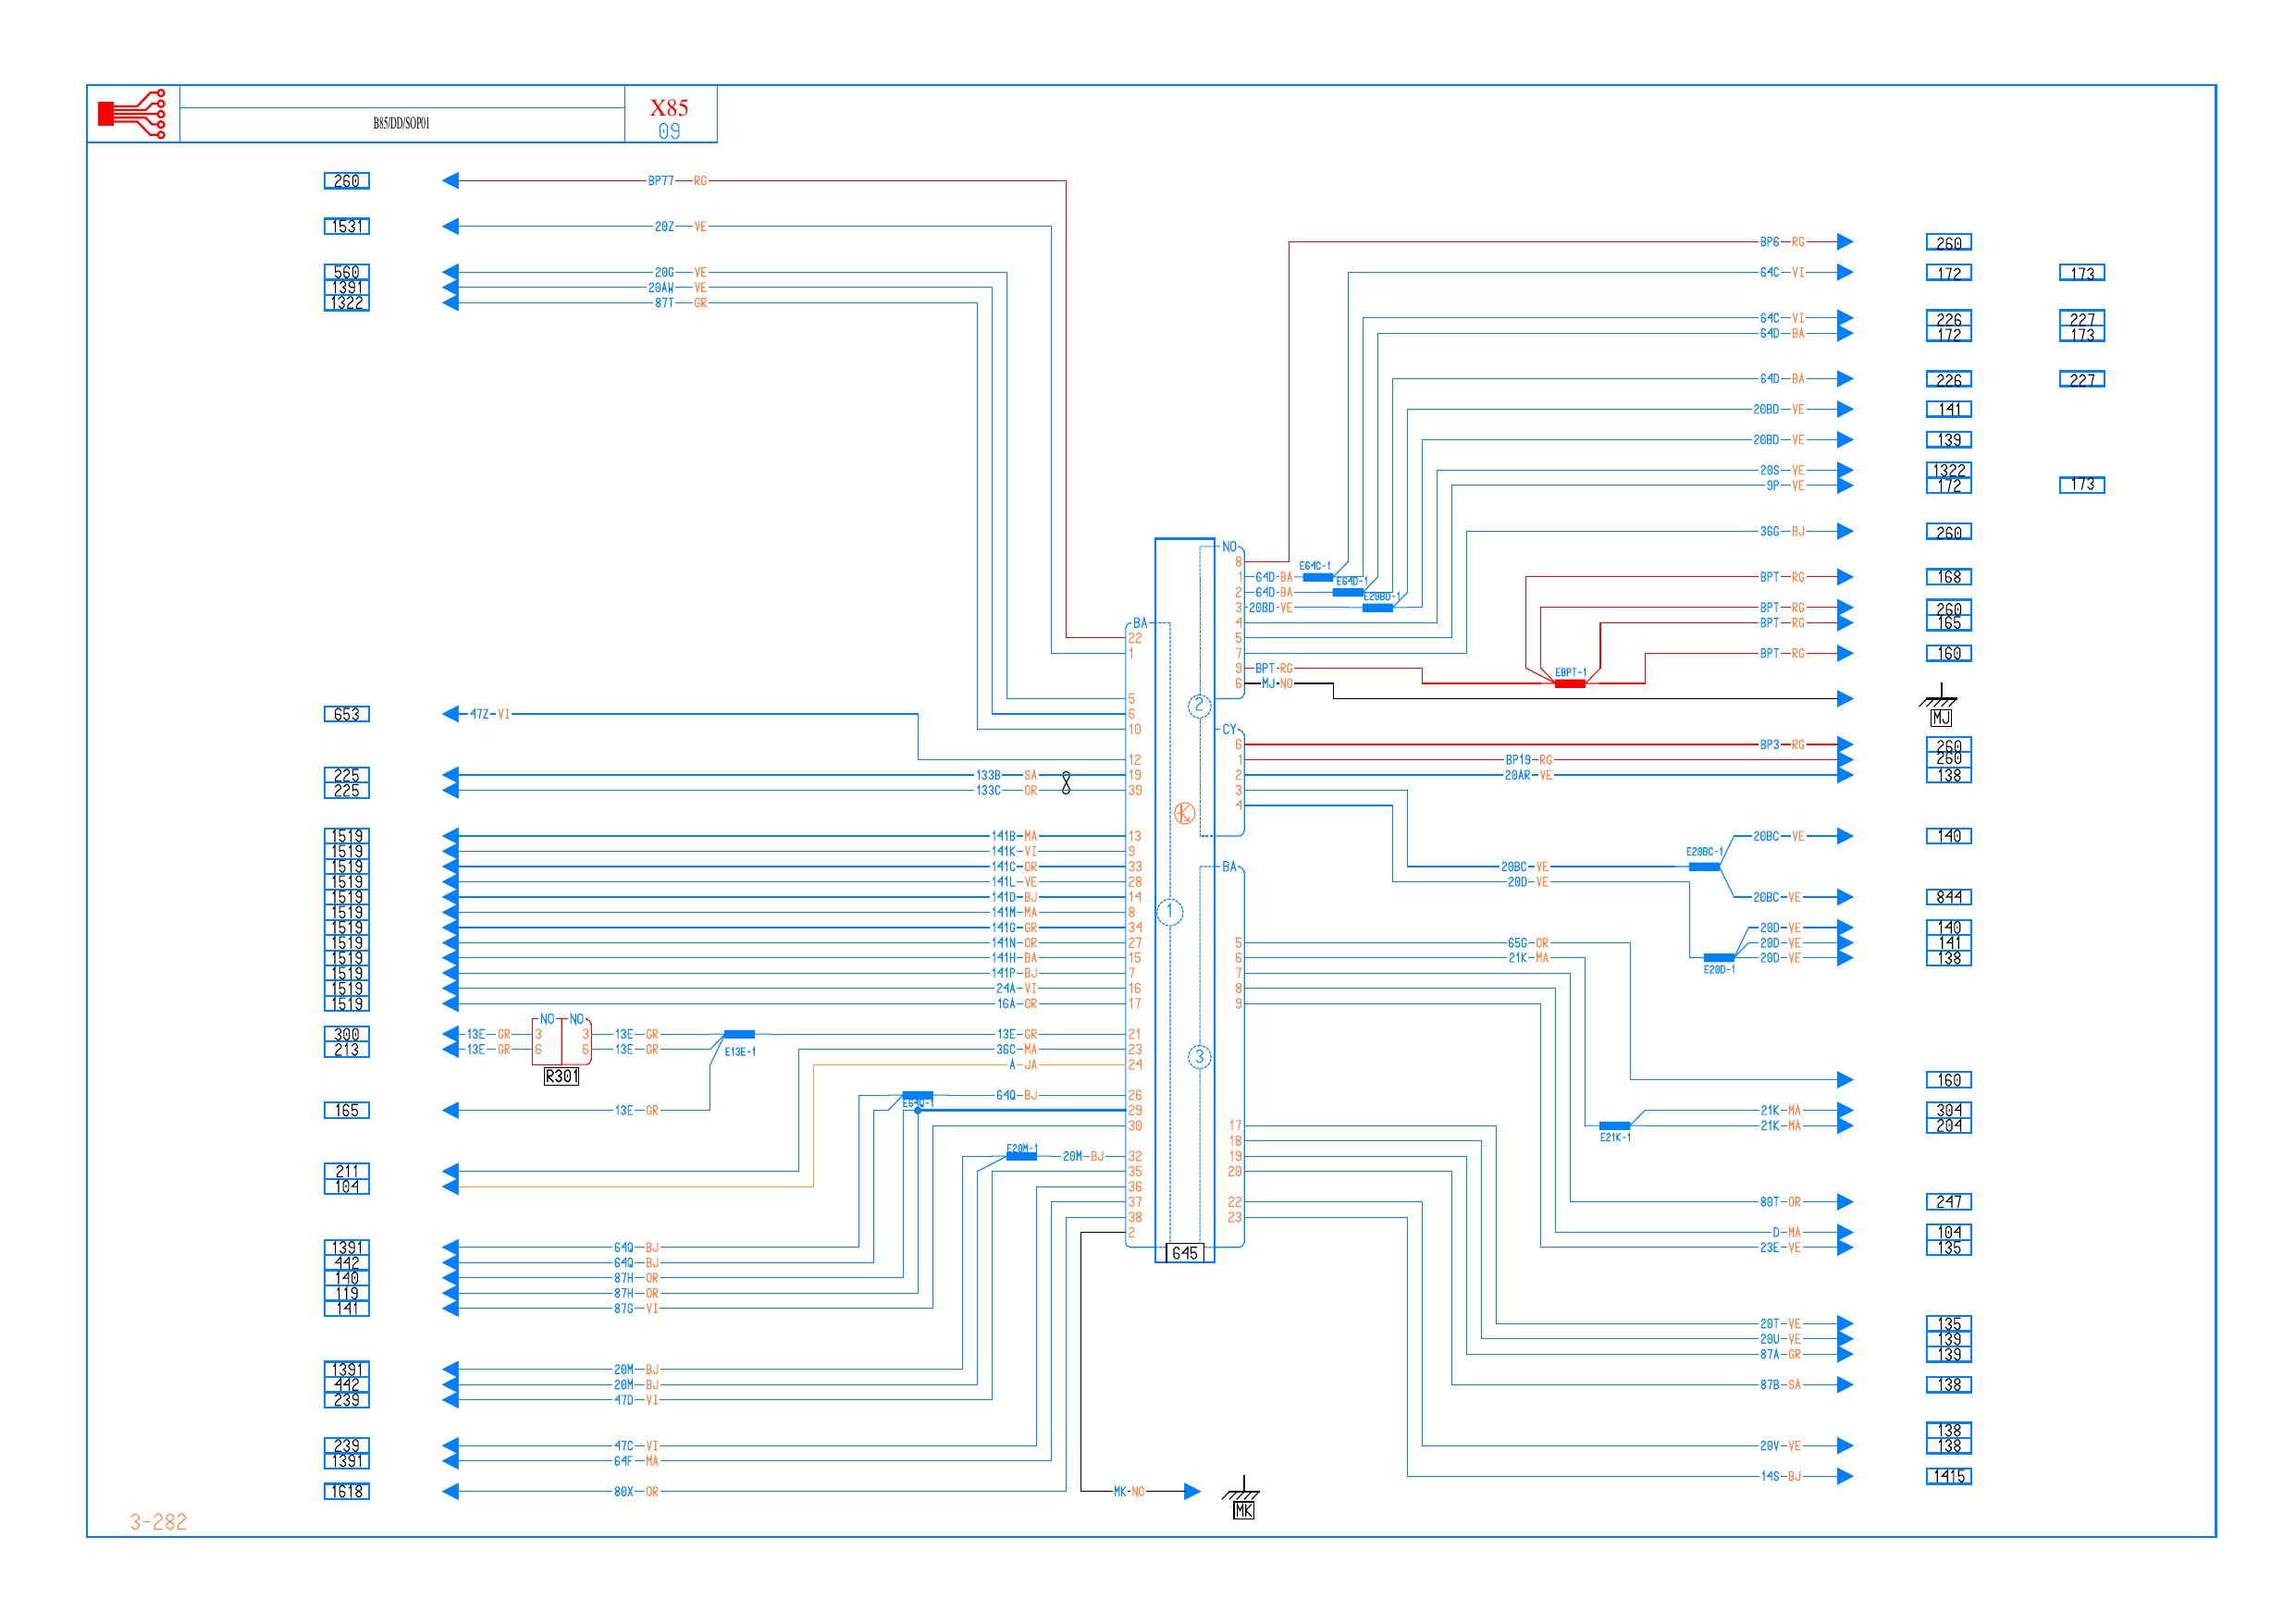 X85
B85/DD/SOP01
09
260 BP77 RG
1531 20Z VE
BP6 RG 260
560 20G VE
64C VI 172 173
1391 20AW VE
1322 87T GR
64C VI 226 227
64D BA 172 173
64D BA 226 227
20BD VE 141
20BD VE 139
20S VE 1322
9P VE 172 173
36G BJ 260
NO
8
E64C-1
1 64D BA
BPT RG 168
E64D-1
2 64D BA
E20BD-1
3 20BD VE
BPT RG 260
BA
4
BPT RG 165
22
5
1
7
BPT RG 160
9 BPT RG
EBPT-1
6 MJ NO
5
2
MJ
653 47Z VI
6
10
CY
6 BP3 RG 260
12
1 BP19 RG 260
225 133B SA 19
2 20AR VE 138
225 133C OR 39
3
4
K
1519 141B MA 13
20BC VE 140
1519 141K VI 9
E20BC-1
1519 141C OR 33
BA
20BC VE
1519 141L VE 28
20D VE
1519 141D BJ 14
20BC VE 844
1519 141M MA 8
1
1519 141G GR 34
20D VE 140
1519 141N OR 27
5 65G OR
20D VE 141
1519 141H BA 15
6 21K MA
20D VE 138
E20D-1
1519 141P BJ 7
7
1519 24A VI 16
8
1519 16A OR 17
9
NO NO
300 13E GR 3 3 13E GR 13E GR 21
213 13E GR 6 6 13E GR
E13E-1
36C MA 23
3
A JA 24
R301
160
64Q BJ 26
E64Q-1
165 13E GR
29
21K MA 304
30
17
21K MA 204
E21K-1
18
E20M-1
20M BJ 32
19
211
35
20
104
36
37
22
80T OR 247
38
23
2
D MA 104
1391 64Q BJ
645
23E VE 135
442 64Q BJ
140 87H OR
119 87H OR
141 87G VI
20T VE 135
20U VE 139
87A GR 139
1391 20M BJ
442 20M BJ
87B SA 138
239 47D VI
138
239 47C VI
20V VE 138
1391 64F MA
14S BJ 1415
1618 80X OR
MK NO
MK
3-282